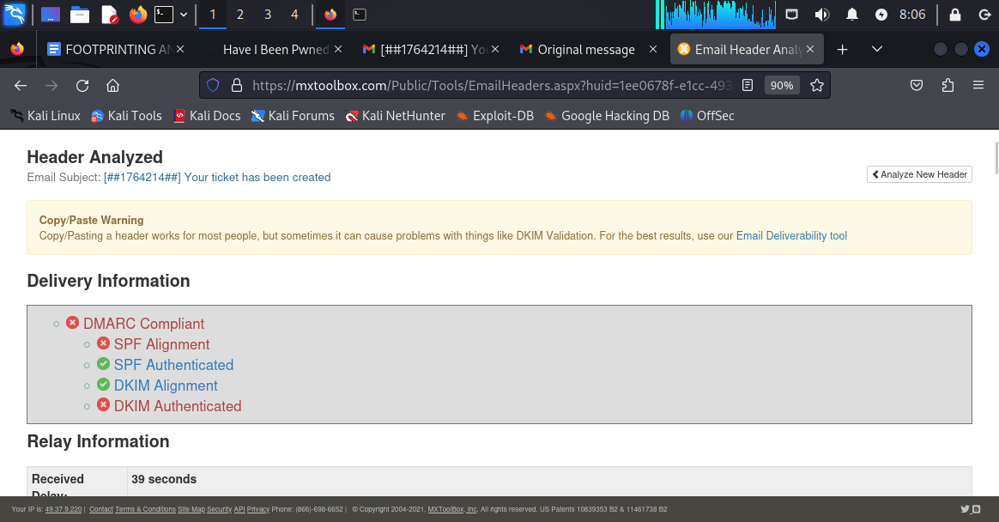 1 2 3 4 8:06
FOOTPRINTING AN Have I Been Pwned [##1764214##] Yo Original message Email Header Analy
https://mxtoolbox.com/Public/Tools/EmailHeaders.aspx?huid=1ee0678f-e1cc-493 90%
Kali Linux Kali Tools Kali Docs Kali Forums Kali NetHunter Exploit-DB Google Hacking DB OffSec
Header Analyzed
Email Subject: [##1764214##] Your ticket has been created
Analyze New Header
Copy/Paste Warning
Copy/Pasting a header works for most people, but sometimes it can cause problems with things like DKIM Validation. For the best results, use our Email Deliverability tool
Delivery Information
DMARC Compliant
SPF Alignment
SPF Authenticated
DKIM Alignment
DKIM Authenticated
Relay Information
Received 39 seconds
Delay:
Your IP is: 49.37.9.220 | Contact Terms & Conditions Site Map Security API Privacy Phone: (866)-698-6652 | © Copyright 2004-2021, MXToolBox, Inc, All rights reserved. US Patents 10839353 B2 & 11461738 B2